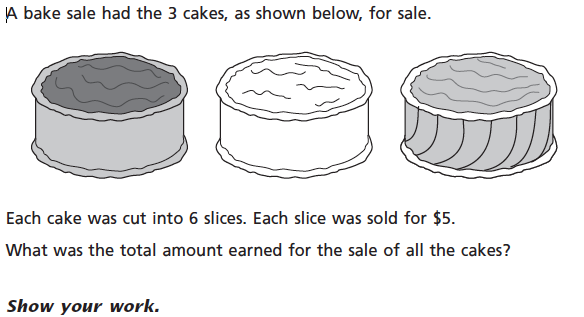 A bake sale had the 3 cakes, as shown below, for sale.
Each cake was cut into 6 slices. Each slice was sold for $5.
What was the total amount earned for the sale of all the cakes?
Show your work.